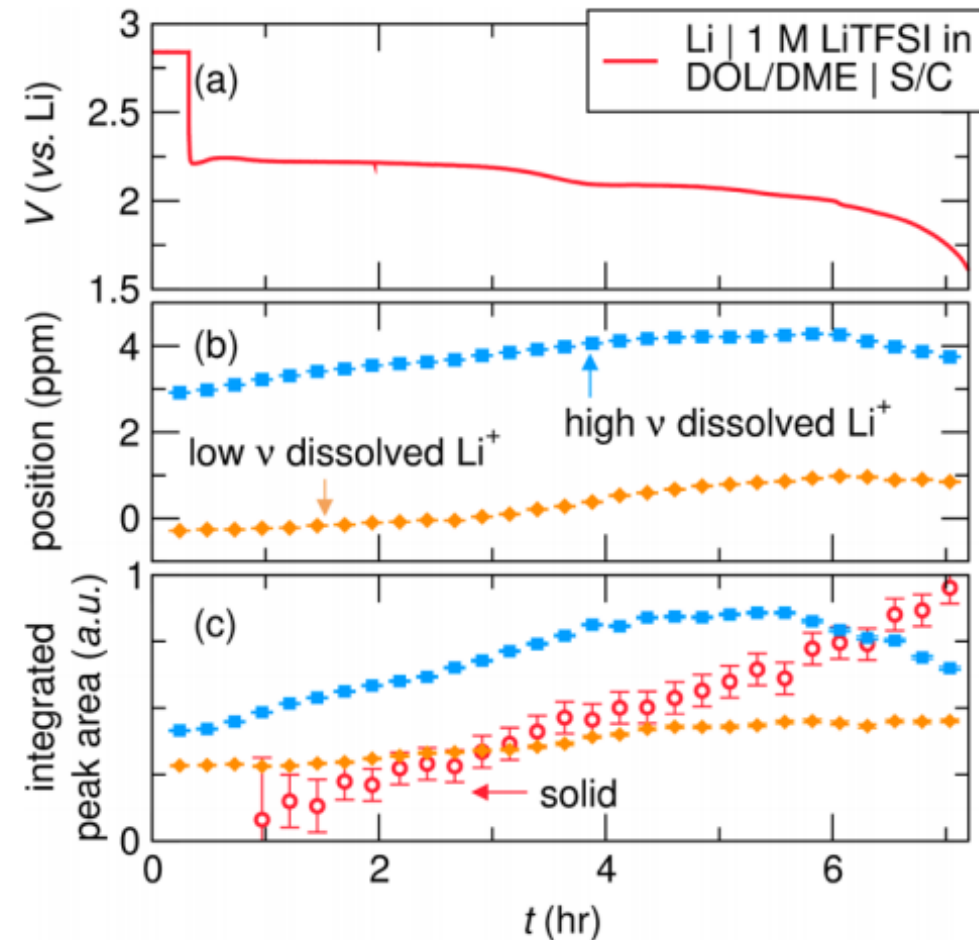 3
2.5
2
1.5
V (vs. Li)
(a)
Li | 1 M LiTFSI in
DOL/DME | S/C
4
2
0
position (ppm)
(b)
high ν dissolved Li⁺
low ν dissolved Li⁺
1
0
integrated
peak area (a.u.)
(c)
solid
0
2
4
6
t (hr)